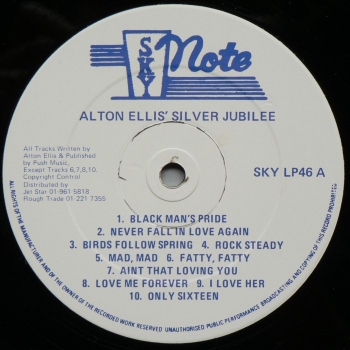 SKY Note
ALTON ELLIS' SILVER JUBILEE
All Tracks Written by
Alton Ellis & Published
by Push Music,
Except Tracks 6,7,8,10.
Copyright Control
Distributed by
Jet Star 01-961 5818
Rough Trade 01-221 7355
SKY LP46 A
1. BLACK MAN'S PRIDE
2. NEVER FALL IN LOVE AGAIN
3. BIRDS FOLLOW SPRING 4. ROCK STEADY
5. MAD, MAD 6. FATTY, FATTY
7. AINT THAT LOVING YOU
8. LOVE ME FOREVER 9. I LOVE HER
10. ONLY SIXTEEN
ALL RIGHTS OF THE MANUFACTURER, AND OF THE OWNER OF THE RECORDED WORK RESERVED UNAUTHORISED PUBLIC PERFORMANCE BROADCASTING AND COPYING OF THIS RECORD PROHIBITED